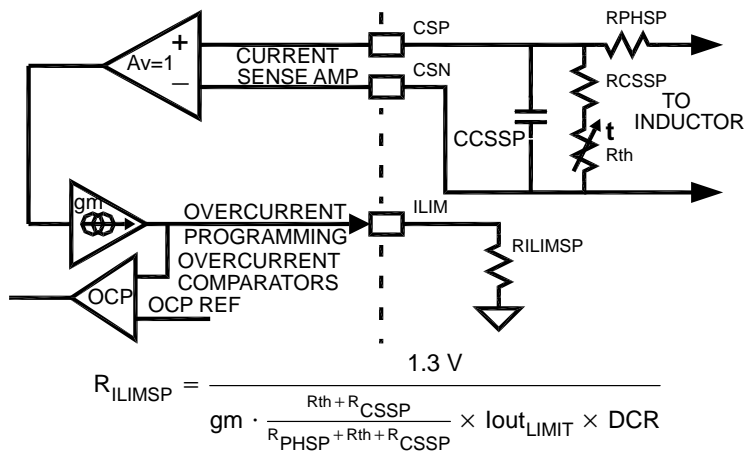 CSP
RPHSP
Av=1
+
−
CURRENT
SENSE AMP
CSN
RCSSP
TO
INDUCTOR
CCSSP
t
Rth
gm
OVERCURRENT
PROGRAMMING
ILIM
OVERCURRENT
COMPARATORS
RILIMSP
OCP
OCP REF
R_ILIMSP = 1.3 V / (gm · (Rth+R_CSSP)/(R_PHSP+Rth+R_CSSP) × Iout_LIMIT × DCR)